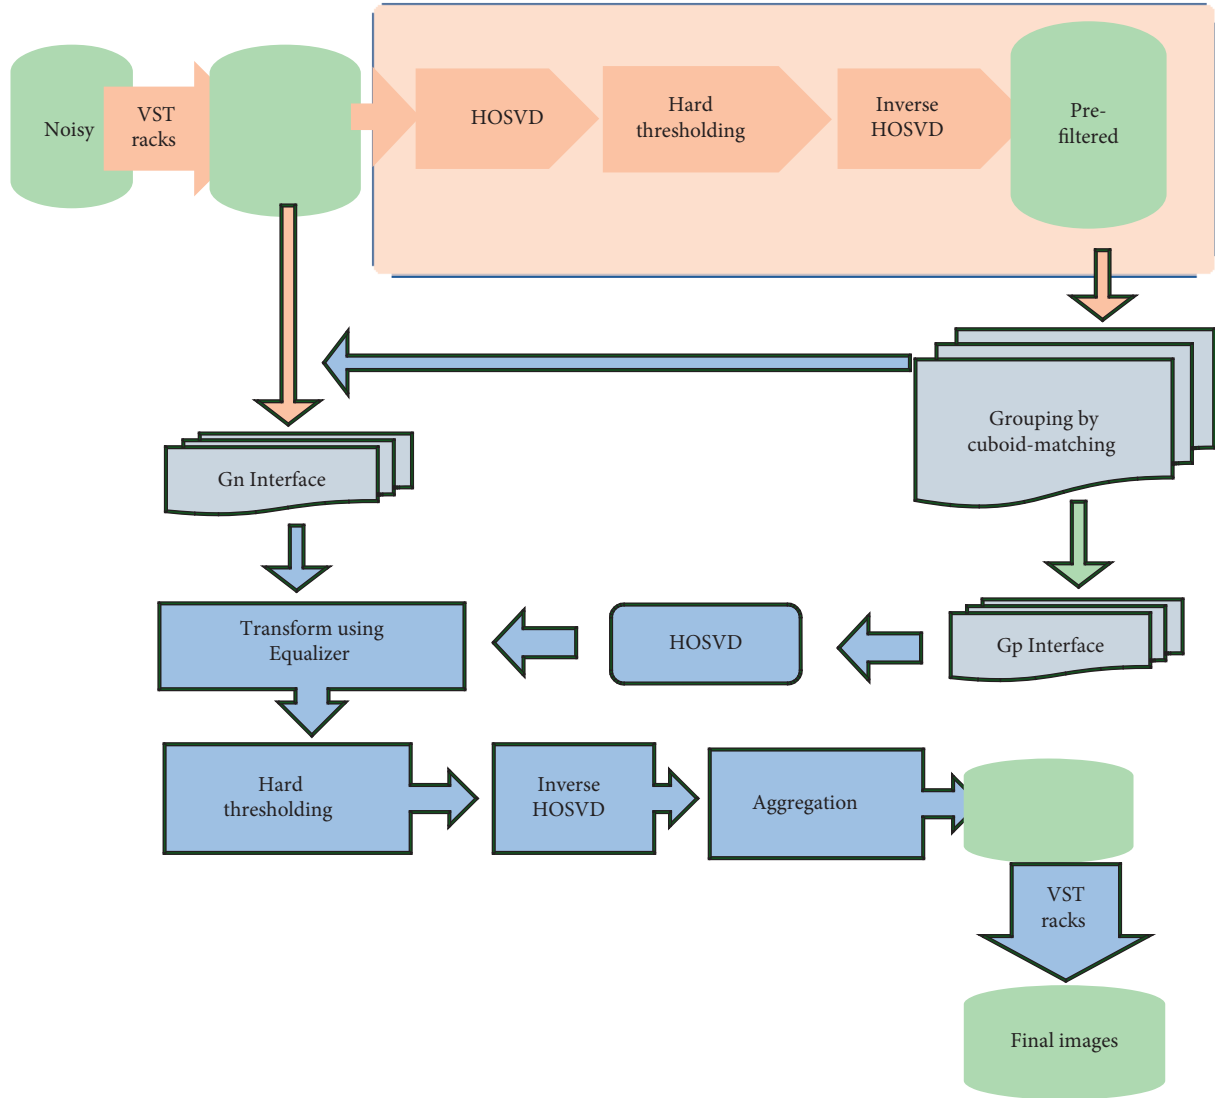 Noisy
VST
racks
HOSVD
Hard
thresholding
Inverse
HOSVD
Pre-
filtered
Grouping by
cuboid-matching
Gn Interface
Transform using
Equalizer
HOSVD
Gp Interface
Hard
thresholding
Inverse
HOSVD
Aggregation
VST
racks
Final images